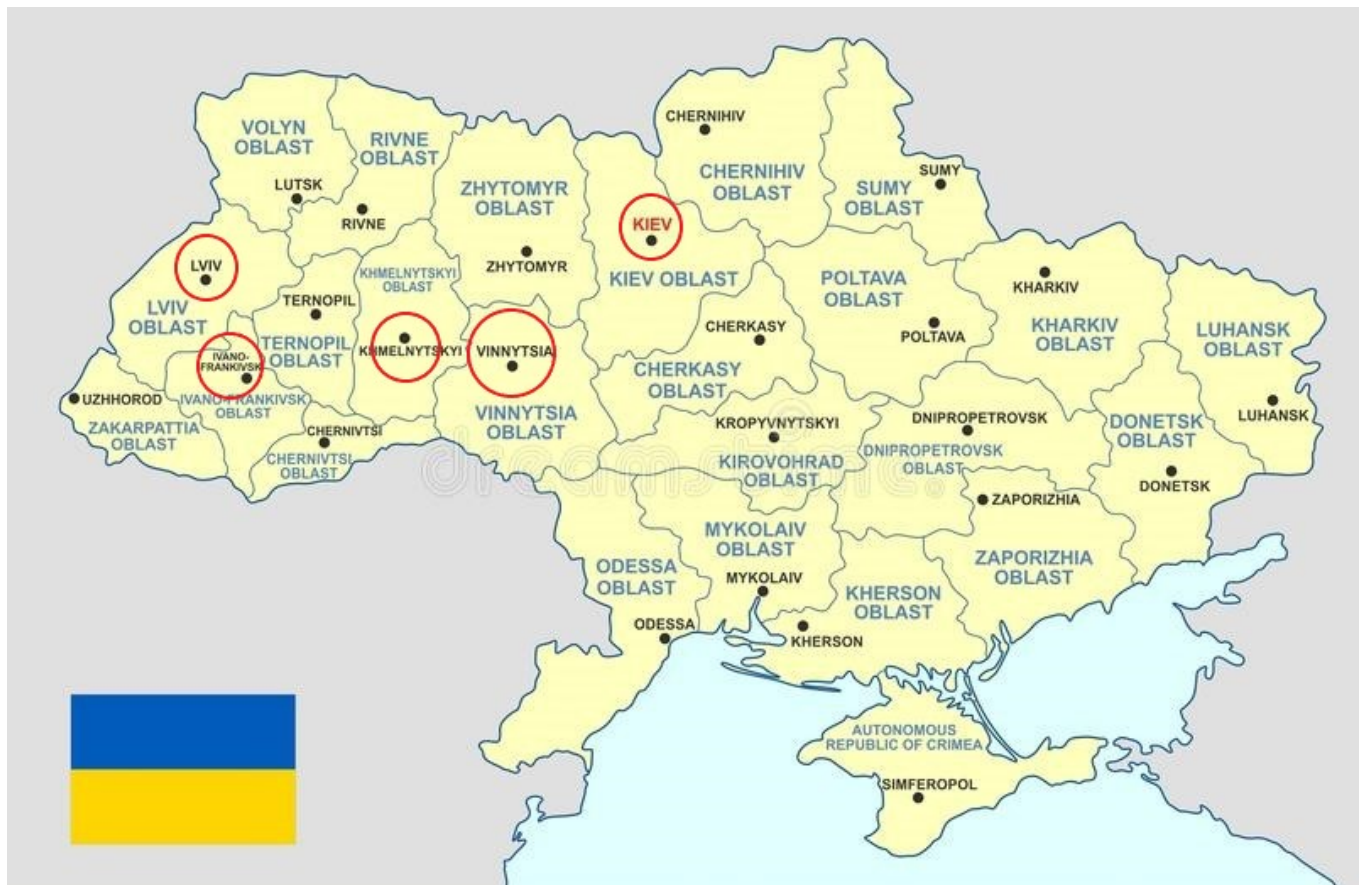 CHERNIHIV
VOLYN
OBLAST
RIVNE
OBLAST
CHERNIHIV
OBLAST
SUMY
LUTSK
ZHYTOMYR
OBLAST
SUMY
OBLAST
RIVNE
KIEV
LVIV
ZHYTOMYR
KHMELNYTSKYI
OBLAST
KIEV OBLAST
POLTAVA
OBLAST
KHARKIV
TERNOPIL
LVIV
OBLAST
CHERKASY
POLTAVA
KHARKIV
OBLAST
LUHANSK
OBLAST
TERNOPIL
OBLAST
KHMELNYTSKYI
VINNYTSIA
IVANO-
FRANKIVSK
CHERKASY
OBLAST
UZHHOROD
IVANO-FRANKIVSK
OBLAST
VINNYTSIA
OBLAST
KROPYVNYTSKYI
DNIPROPETROVSK
DONETSK
OBLAST
LUHANSK
ZAKARPATTIA
OBLAST
CHERNIVTSI
CHERNIVTSI
OBLAST
KIROVOHRAD
OBLAST
DNIPROPETROVSK
OBLAST
dreamstime.
DONETSK
ZAPORIZHIA
MYKOLAIV
OBLAST
ODESSA
OBLAST
MYKOLAIV
KHERSON
OBLAST
ZAPORIZHIA
OBLAST
ODESSA
KHERSON
AUTONOMOUS
REPUBLIC OF CRIMEA
SIMFEROPOL